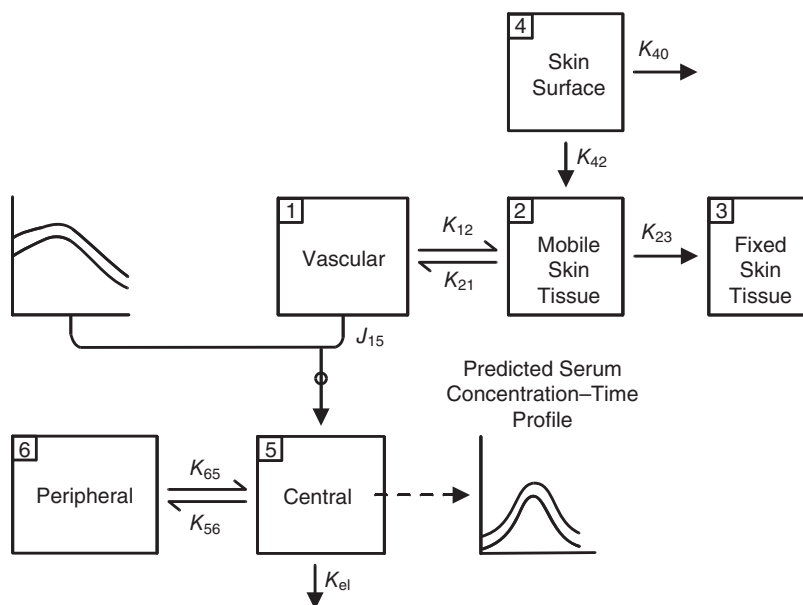 4
Skin
Surface
K40
K42
1
Vascular
K12
K21
2
Mobile
Skin
Tissue
K23
3
Fixed
Skin
Tissue
J15
Predicted Serum
Concentration–Time
Profile
6
Peripheral
K65
K56
5
Central
Kel